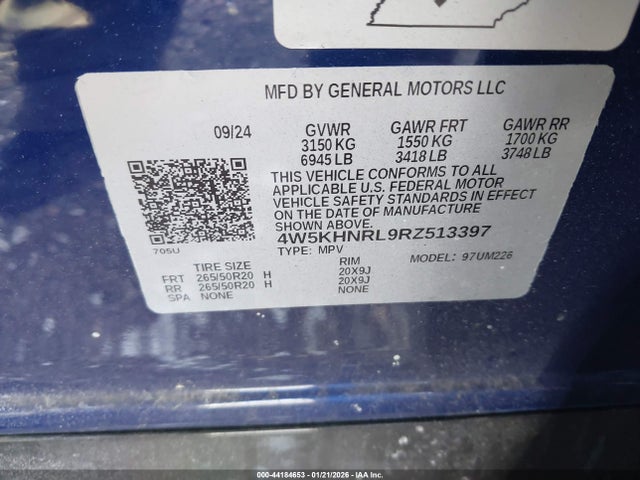 MFD BY GENERAL MOTORS LLC
09/24 GVWR GAWR FRT GAWR RR
3150 KG 1550 KG 1700 KG
6945 LB 3418 LB 3748 LB
THIS VEHICLE CONFORMS TO ALL
APPLICABLE U.S. FEDERAL MOTOR
VEHICLE SAFETY STANDARDS IN EFFECT
ON THE DATE OF MANUFACTURE
SHOWN ABOVE.
4W5KHNRL9RZ513397
705U TYPE: MPV MODEL: 97UM226
TIRE SIZE RIM
FRT 265/50R20 H 20X9J
RR 265/50R20 H 20X9J
SPA NONE NONE
000-44184653 - 01/21/2026 - IAA Inc.